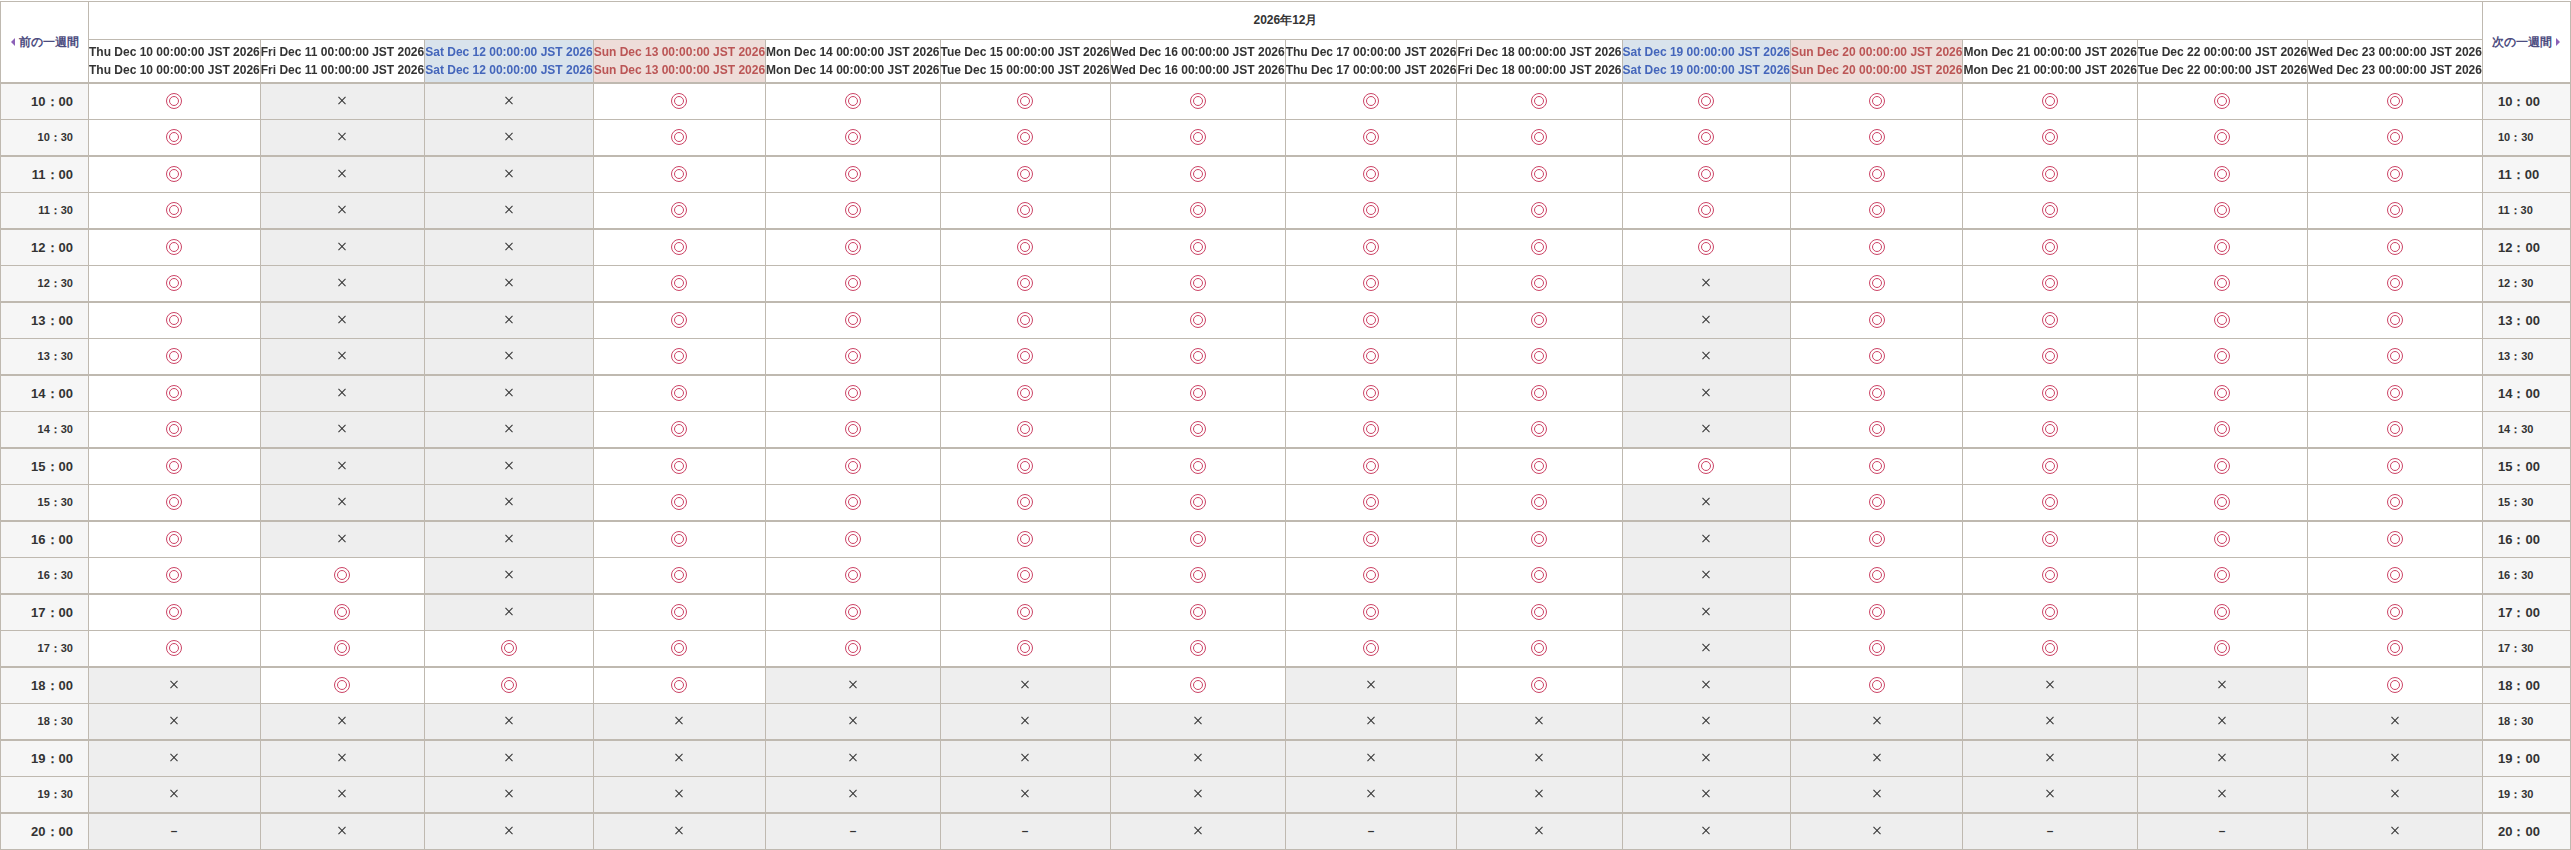 2026年12月
前の一週間
Thu Dec 10 00:00:00 JST 2026 Fri Dec 11 00:00:00 JST 2026 Sat Dec 12 00:00:00 JST 2026 Sun Dec 13 00:00:00 JST 2026 Mon Dec 14 00:00:00 JST 2026 Tue Dec 15 00:00:00 JST 2026 Wed Dec 16 00:00:00 JST 2026 Thu Dec 17 00:00:00 JST 2026 Fri Dec 18 00:00:00 JST 2026 Sat Dec 19 00:00:00 JST 2026 Sun Dec 20 00:00:00 JST 2026 Mon Dec 21 00:00:00 JST 2026 Tue Dec 22 00:00:00 JST 2026 Wed Dec 23 00:00:00 JST 2026
Thu Dec 10 00:00:00 JST 2026 Fri Dec 11 00:00:00 JST 2026 Sat Dec 12 00:00:00 JST 2026 Sun Dec 13 00:00:00 JST 2026 Mon Dec 14 00:00:00 JST 2026 Tue Dec 15 00:00:00 JST 2026 Wed Dec 16 00:00:00 JST 2026 Thu Dec 17 00:00:00 JST 2026 Fri Dec 18 00:00:00 JST 2026 Sat Dec 19 00:00:00 JST 2026 Sun Dec 20 00:00:00 JST 2026 Mon Dec 21 00:00:00 JST 2026 Tue Dec 22 00:00:00 JST 2026 Wed Dec 23 00:00:00 JST 2026
次の一週間
10：00 ◎ × × ◎ ◎ ◎ ◎ ◎ ◎ ◎ ◎ ◎ ◎ ◎ 10：00
10：30 ◎ × × ◎ ◎ ◎ ◎ ◎ ◎ ◎ ◎ ◎ ◎ ◎ 10：30
11：00 ◎ × × ◎ ◎ ◎ ◎ ◎ ◎ ◎ ◎ ◎ ◎ ◎ 11：00
11：30 ◎ × × ◎ ◎ ◎ ◎ ◎ ◎ ◎ ◎ ◎ ◎ ◎ 11：30
12：00 ◎ × × ◎ ◎ ◎ ◎ ◎ ◎ ◎ ◎ ◎ ◎ ◎ 12：00
12：30 ◎ × × ◎ ◎ ◎ ◎ ◎ ◎ × ◎ ◎ ◎ ◎ 12：30
13：00 ◎ × × ◎ ◎ ◎ ◎ ◎ ◎ × ◎ ◎ ◎ ◎ 13：00
13：30 ◎ × × ◎ ◎ ◎ ◎ ◎ ◎ × ◎ ◎ ◎ ◎ 13：30
14：00 ◎ × × ◎ ◎ ◎ ◎ ◎ ◎ × ◎ ◎ ◎ ◎ 14：00
14：30 ◎ × × ◎ ◎ ◎ ◎ ◎ ◎ × ◎ ◎ ◎ ◎ 14：30
15：00 ◎ × × ◎ ◎ ◎ ◎ ◎ ◎ ◎ ◎ ◎ ◎ ◎ 15：00
15：30 ◎ × × ◎ ◎ ◎ ◎ ◎ ◎ × ◎ ◎ ◎ ◎ 15：30
16：00 ◎ × × ◎ ◎ ◎ ◎ ◎ ◎ × ◎ ◎ ◎ ◎ 16：00
16：30 ◎ ◎ × ◎ ◎ ◎ ◎ ◎ ◎ × ◎ ◎ ◎ ◎ 16：30
17：00 ◎ ◎ × ◎ ◎ ◎ ◎ ◎ ◎ × ◎ ◎ ◎ ◎ 17：00
17：30 ◎ ◎ ◎ ◎ ◎ ◎ ◎ ◎ ◎ × ◎ ◎ ◎ ◎ 17：30
18：00 × ◎ ◎ ◎ × × ◎ × ◎ × ◎ × × ◎ 18：00
18：30 × × × × × × × × × × × × × × 18：30
19：00 × × × × × × × × × × × × × × 19：00
19：30 × × × × × × × × × × × × × × 19：30
20：00 － × × × － － × － × × × － － × 20：00